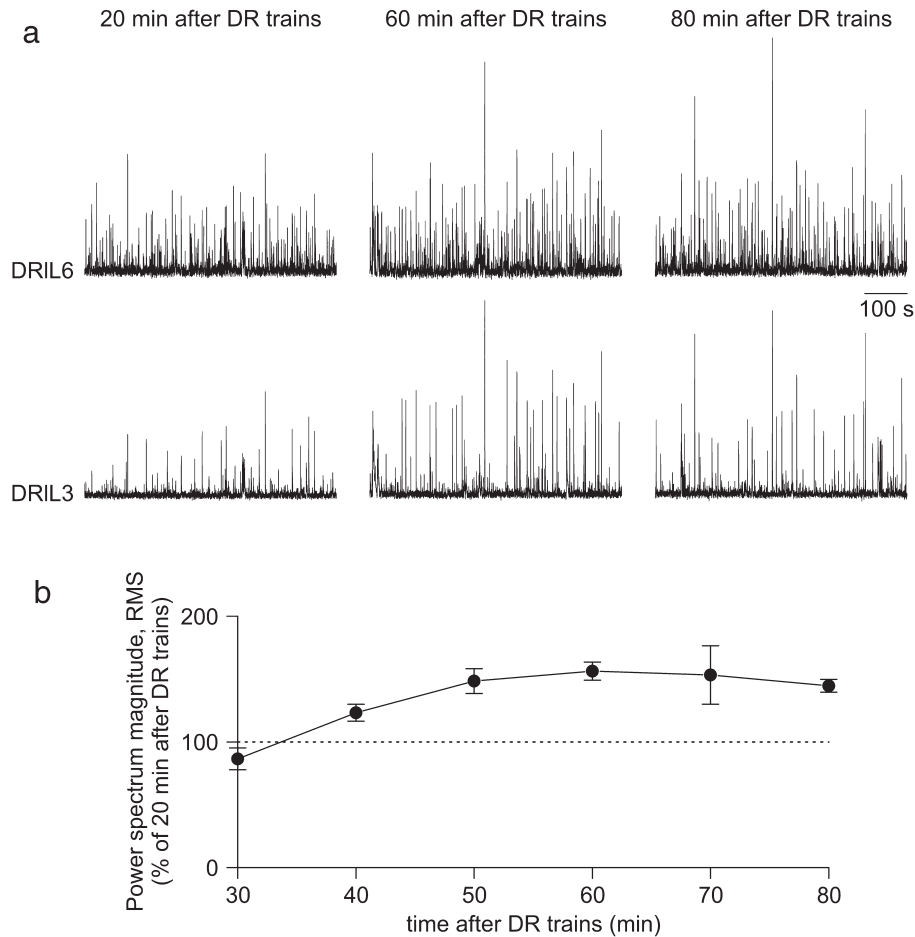 a
20 min after DR trains
60 min after DR trains
80 min after DR trains
DRIL6
100 s
DRIL3
b
Power spectrum magnitude, RMS
(% of 20 min after DR trains)
200
100
0
30 40 50 60 70 80
time after DR trains (min)